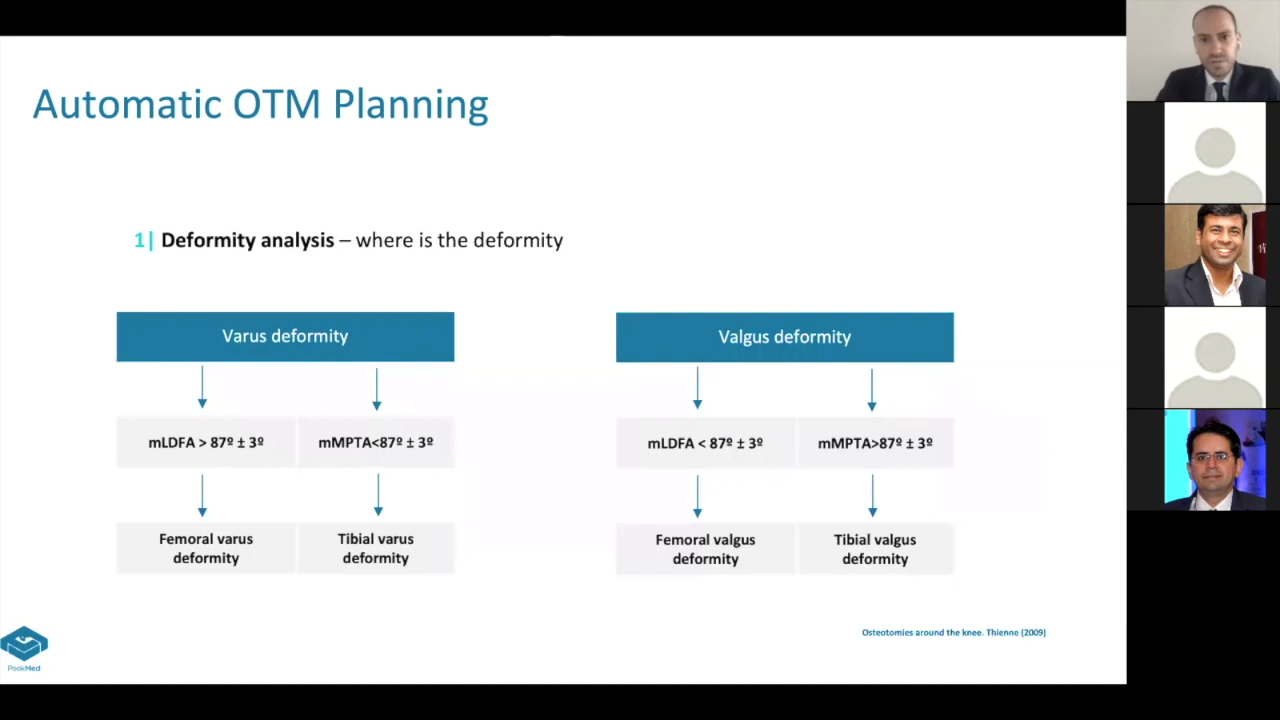 Automatic OTM Planning
1| Deformity analysis – where is the deformity
Varus deformity
mLDFA > 87º ± 3º
mMPTA<87º ± 3º
Femoral varus
deformity
Tibial varus
deformity
Valgus deformity
mLDFA < 87º ± 3º
mMPTA>87º ± 3º
Femoral valgus
deformity
Tibial valgus
deformity
Osteotomies around the knee. Thienne (2009)
PookMed